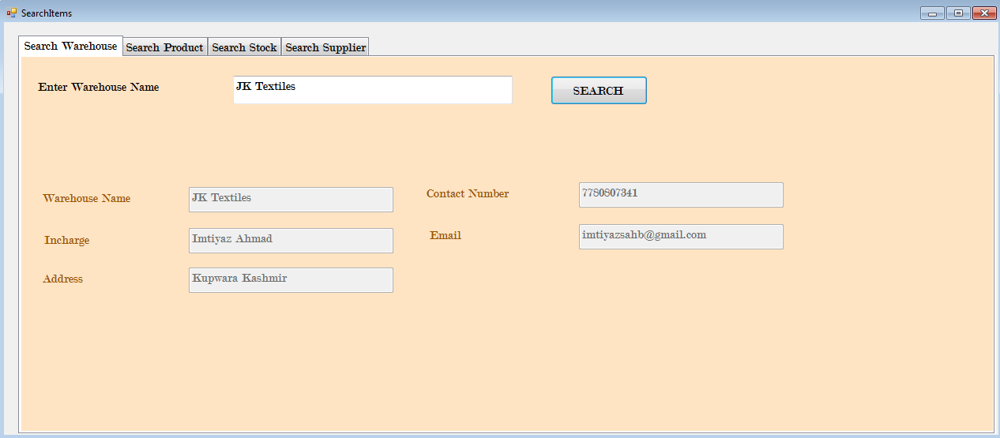 SearchItems
Search Warehouse Search Product Search Stock Search Supplier
Enter Warehouse Name JK Textiles SEARCH
Warehouse Name JK Textiles Contact Number 7780807341
Incharge Imtiyaz Ahmad Email imtiyazsahb@gmail.com
Address Kupwara Kashmir